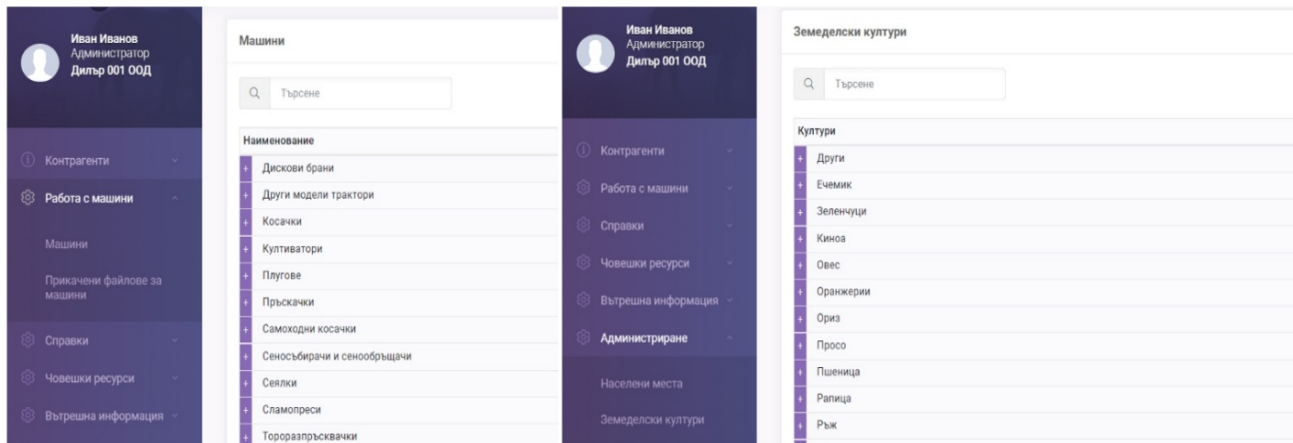 Иван Иванов
Администратор
Дилър 001 ООД
Контрагенти
Работа с машини
Машини
Прикачени файлове за
машини
Справки
Човешки ресурси
Вътрешна информация
Машини
Търсене
Наименование
+ Дискови брани
+ Други модели трактори
+ Косачки
+ Култиватори
+ Плугове
+ Пръскачки
+ Самоходни косачки
+ Сеносъбирачи и сенообръщачи
+ Сеялки
+ Сламопреси
+ Тороразпръсквачки
Иван Иванов
Администратор
Дилър 001 ООД
Контрагенти
Работа с машини
Справки
Човешки ресурси
Вътрешна информация
Администриране
Населени места
Земеделски култури
Земеделски култури
Търсене
Култури
+ Други
+ Ечемик
+ Зеленчуци
+ Киноа
+ Овес
+ Оранжерии
+ Ориз
+ Просо
+ Пшеница
+ Рапица
+ Ръж